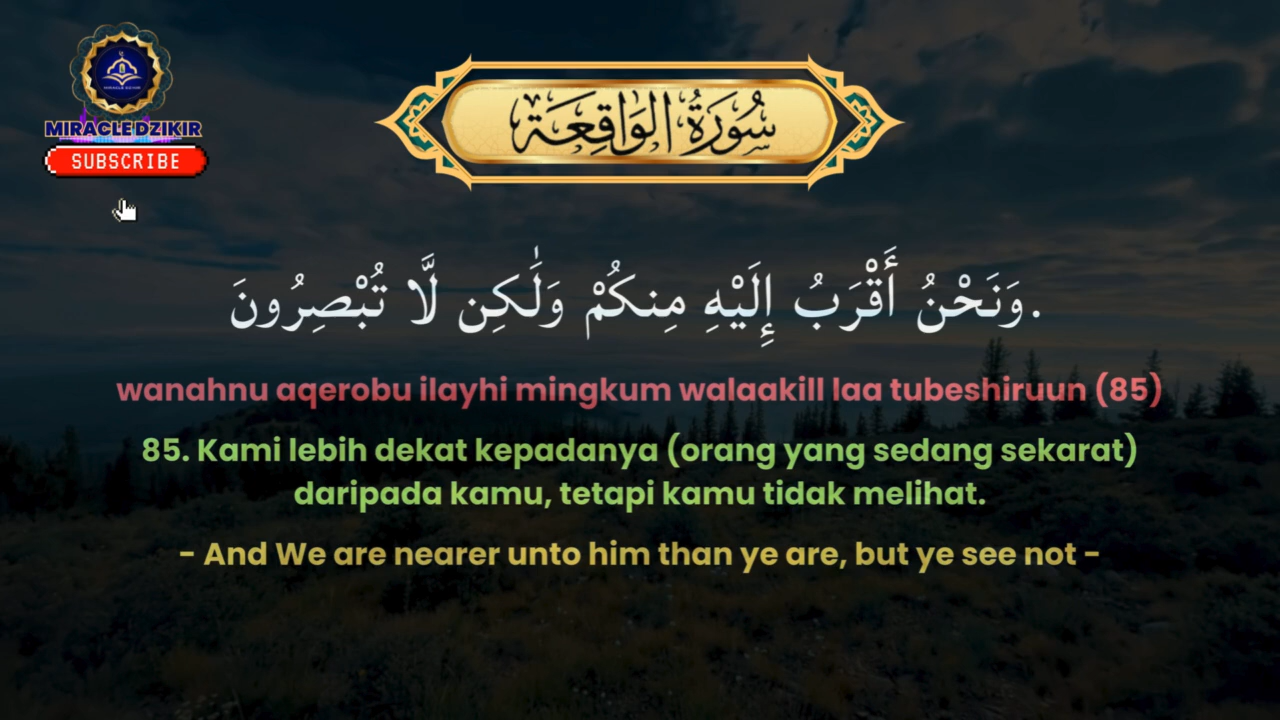 MIRACLE DZIKIR
SUBSCRIBE
سُورَةُ الوَاقِعَة
وَنَحْنُ أَقْرَبُ إِلَيْهِ مِنكُمْ وَلَٰكِن لَّا تُبْصِرُونَ.
wanahnu aqerobu ilayhi mingkum walaakill laa tubeshiruun (85)
85. Kami lebih dekat kepadanya (orang yang sedang sekarat)
daripada kamu, tetapi kamu tidak melihat.
- And We are nearer unto him than ye are, but ye see not -